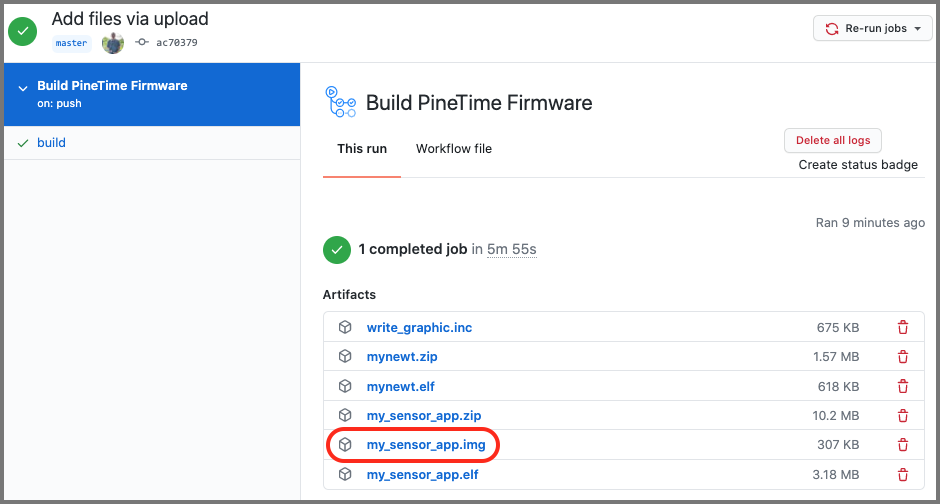 Add files via upload
master ac70379
Re-run jobs
Build PineTime Firmware
on: push
build
Build PineTime Firmware
This run Workflow file
Delete all logs
Create status badge
Ran 9 minutes ago
1 completed job in 5m 55s
Artifacts
write_graphic.inc 675 KB
mynewt.zip 1.57 MB
mynewt.elf 618 KB
my_sensor_app.zip 10.2 MB
my_sensor_app.img 307 KB
my_sensor_app.elf 3.18 MB